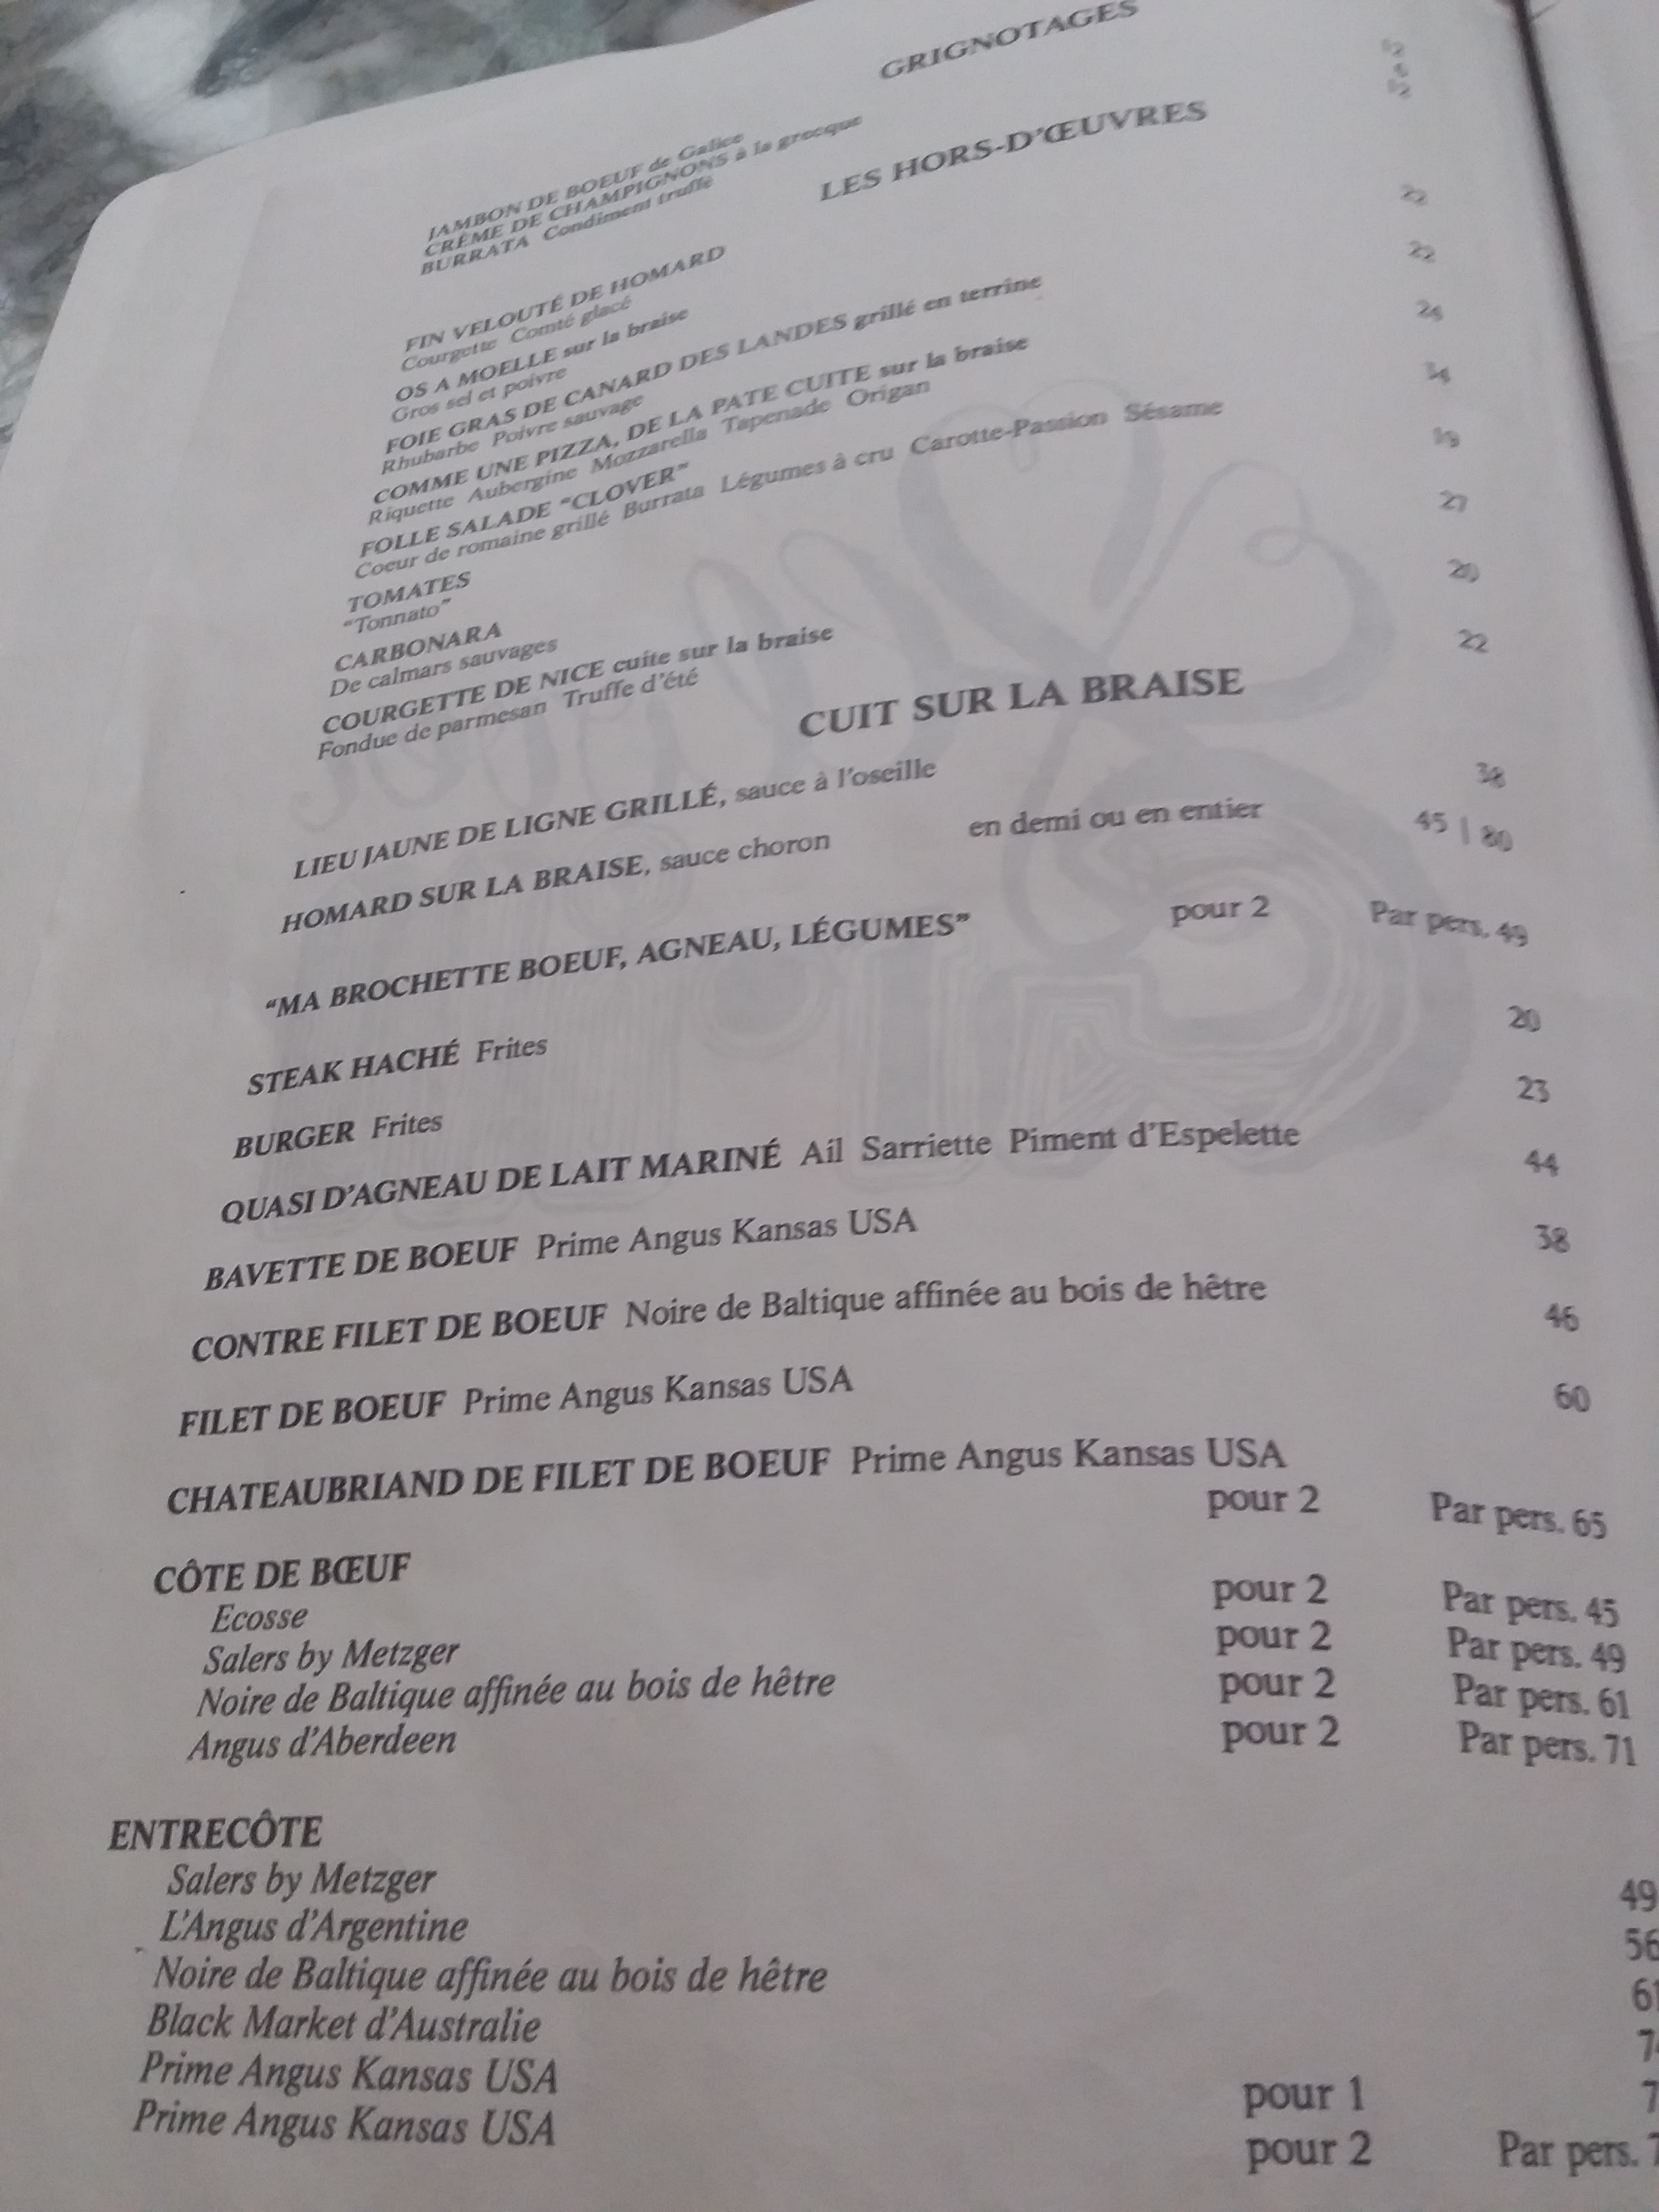 GRIGNOTAGES
JAMBON DE BOEUF de Galice
CRÈME DE CHAMPIGNONS à la grecque
BURRATA Condiment truffe
LES HORS-D'ŒUVRES
FIN VELOUTÉ DE HOMARD 22
Courgette Comté glacé
OS A MOELLE sur la braise 22
Gros sel et poivre
FOIE GRAS DE CANARD DES LANDES grillé en terrine
Rhubarbe Poivre sauvage
COMME UNE PIZZA, DE LA PATE CUITE sur la braise
Riquette Aubergine Mozzarella Tapenade Origan
FOLLE SALADE "CLOVER"
Coeur de romaine grillé Burrata Légumes à cru Carotte-Passion Sésame
TOMATES
"Tonnato"
CARBONARA 20
De calmars sauvages
COURGETTE DE NICE cuite sur la braise 22
Fondue de parmesan Truffe d'été
CUIT SUR LA BRAISE
LIEU JAUNE DE LIGNE GRILLÉ, sauce à l'oseille 38
HOMARD SUR LA BRAISE, sauce choron en demi ou en entier 45 | 80
"MA BROCHETTE BOEUF, AGNEAU, LÉGUMES" pour 2 Par pers. 49
STEAK HACHÉ Frites 20
BURGER Frites 23
QUASI D'AGNEAU DE LAIT MARINÉ Ail Sarriette Piment d'Espelette 44
BAVETTE DE BOEUF Prime Angus Kansas USA 38
CONTRE FILET DE BOEUF Noire de Baltique affinée au bois de hêtre 46
FILET DE BOEUF Prime Angus Kansas USA 60
CHATEAUBRIAND DE FILET DE BOEUF Prime Angus Kansas USA
pour 2 Par pers. 65
CÔTE DE BŒUF
Ecosse pour 2 Par pers. 45
Salers by Metzger pour 2 Par pers. 49
Noire de Baltique affinée au bois de hêtre pour 2 Par pers. 61
Angus d'Aberdeen pour 2 Par pers. 71
ENTRECÔTE
Salers by Metzger 49
L'Angus d'Argentine 56
Noire de Baltique affinée au bois de hêtre 61
Black Market d'Australie
Prime Angus Kansas USA pour 1
Prime Angus Kansas USA pour 2 Par pers.